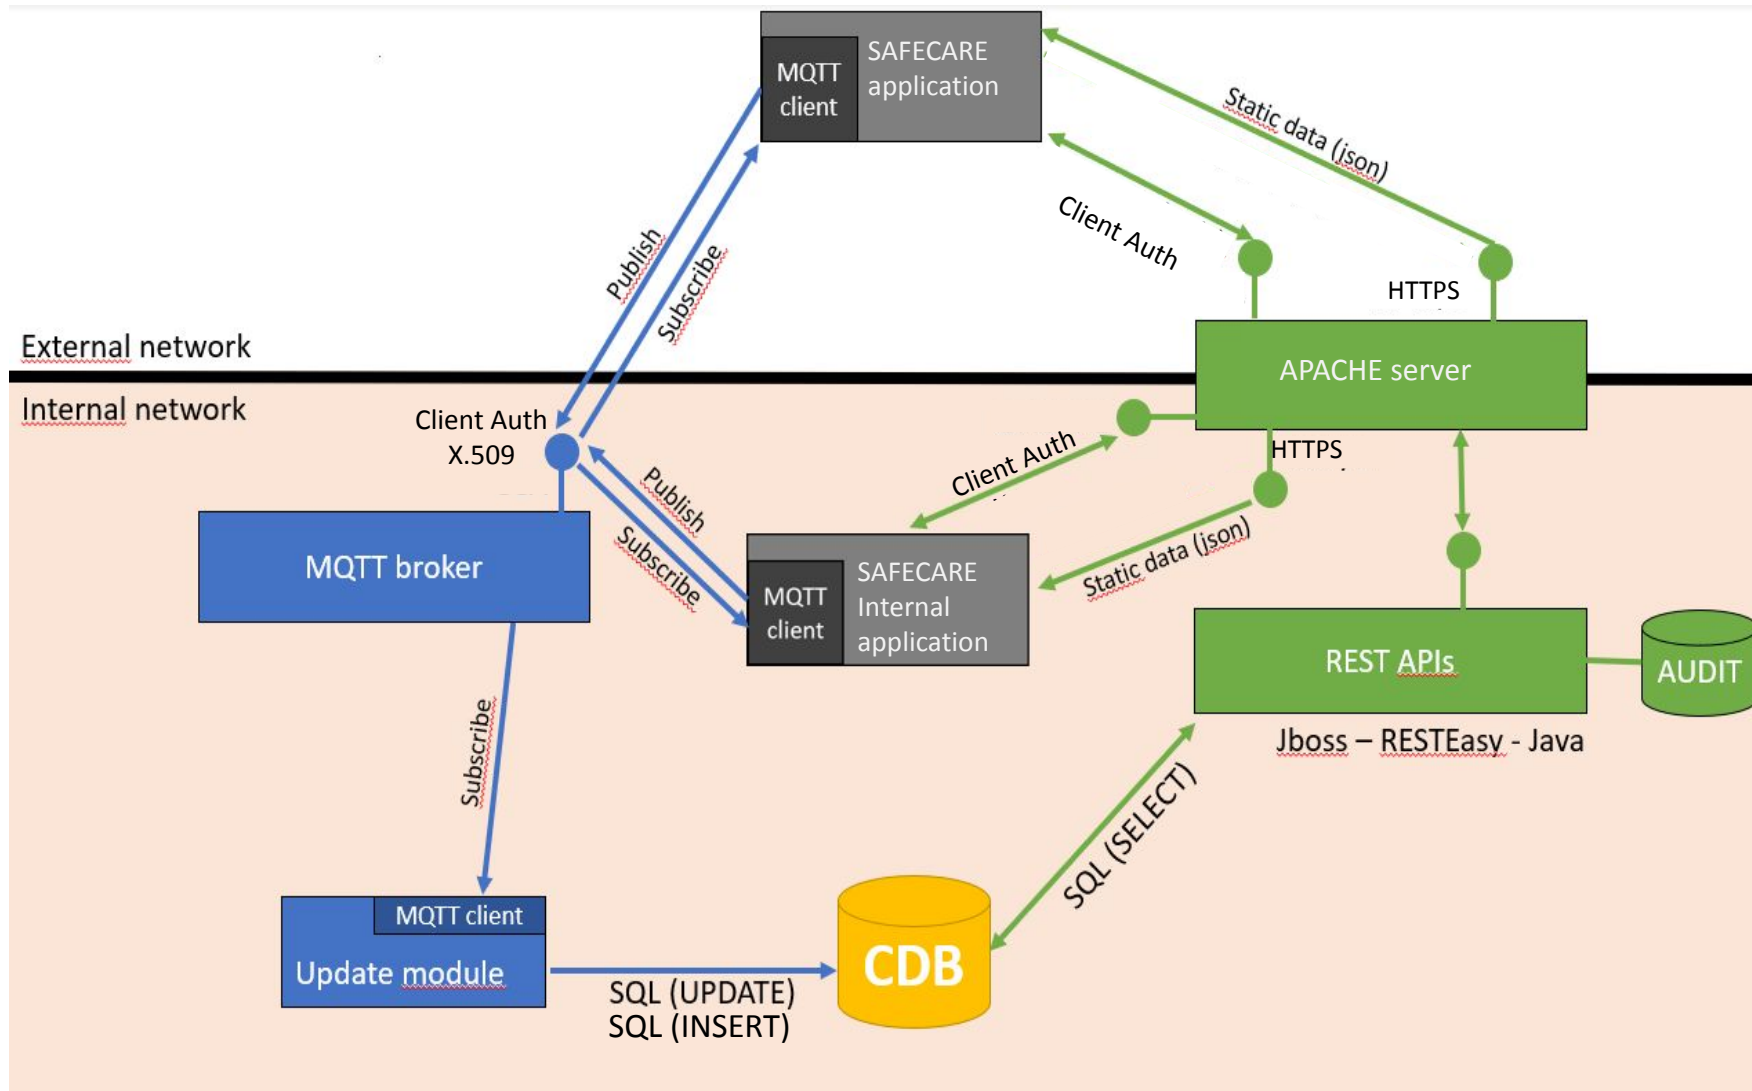 MQTT
client
SAFECARE
application
Static data (json)
Client Auth
HTTPS
Publish
Subscribe
External network
APACHE server
Internal network
Client Auth
X.509
HTTPS
Client Auth
Publish
Subscribe
Static data (json)
MQTT broker
MQTT
client
SAFECARE
Internal
application
REST APIs
AUDIT
Jboss – RESTEasy - Java
Subscribe
SQL (SELECT)
MQTT client
Update module
CDB
SQL (UPDATE)
SQL (INSERT)